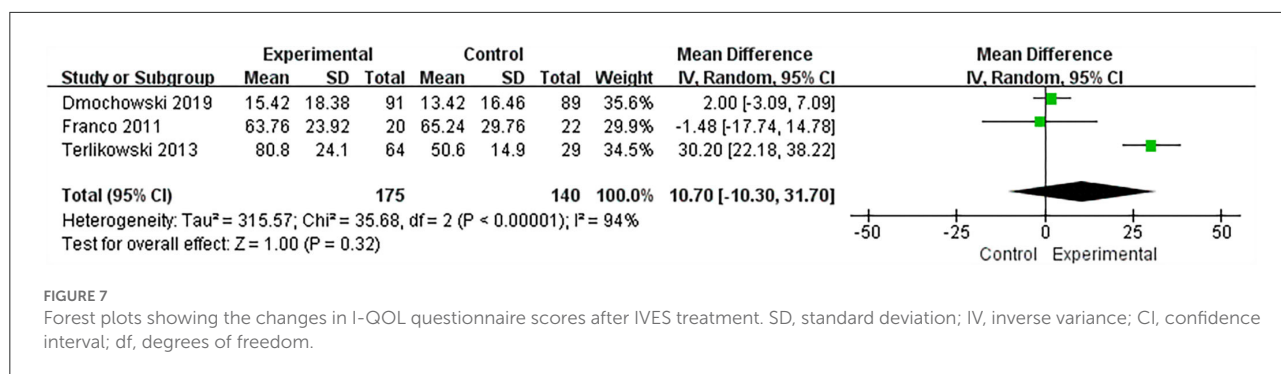 Experimental Control Mean Difference Mean Difference
Study or Subgroup Mean SD Total Mean SD Total Weight IV, Random, 95% CI IV, Random, 95% CI
Dmochowski 2019 15.42 18.38 91 13.42 16.46 89 35.6% 2.00 [-3.09, 7.09]
Franco 2011 63.76 23.92 20 65.24 29.76 22 29.9% -1.48 [-17.74, 14.78]
Terlikowski 2013 80.8 24.1 64 50.6 14.9 29 34.5% 30.20 [22.18, 38.22]
Total (95% CI) 175 140 100.0% 10.70 [-10.30, 31.70]
Heterogeneity: Tau² = 315.57; Chi² = 35.68, df = 2 (P < 0.00001); I² = 94%
Test for overall effect: Z = 1.00 (P = 0.32)
-50 -25 0 25 50
Control Experimental
FIGURE 7
Forest plots showing the changes in I-QOL questionnaire scores after IVES treatment. SD, standard deviation; IV, inverse variance; CI, confidence
interval; df, degrees of freedom.